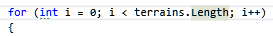 for (int i = 0; i < terrains.Length; i++)
{